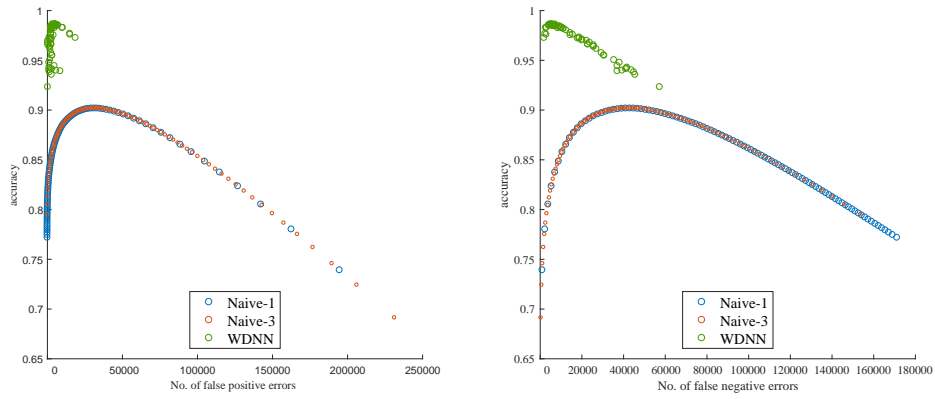 1
0.95
0.9
0.85
0.8
0.75
0.7
0.65
accuracy
0 50000 100000 150000 200000 250000
No. of false positive errors
Naive-1
Naive-3
WDNN
1
0.95
0.9
0.85
0.8
0.75
0.7
0.65
accuracy
0 20000 40000 60000 80000 100000 120000 140000 160000 180000
No. of false negative errors
Naive-1
Naive-3
WDNN